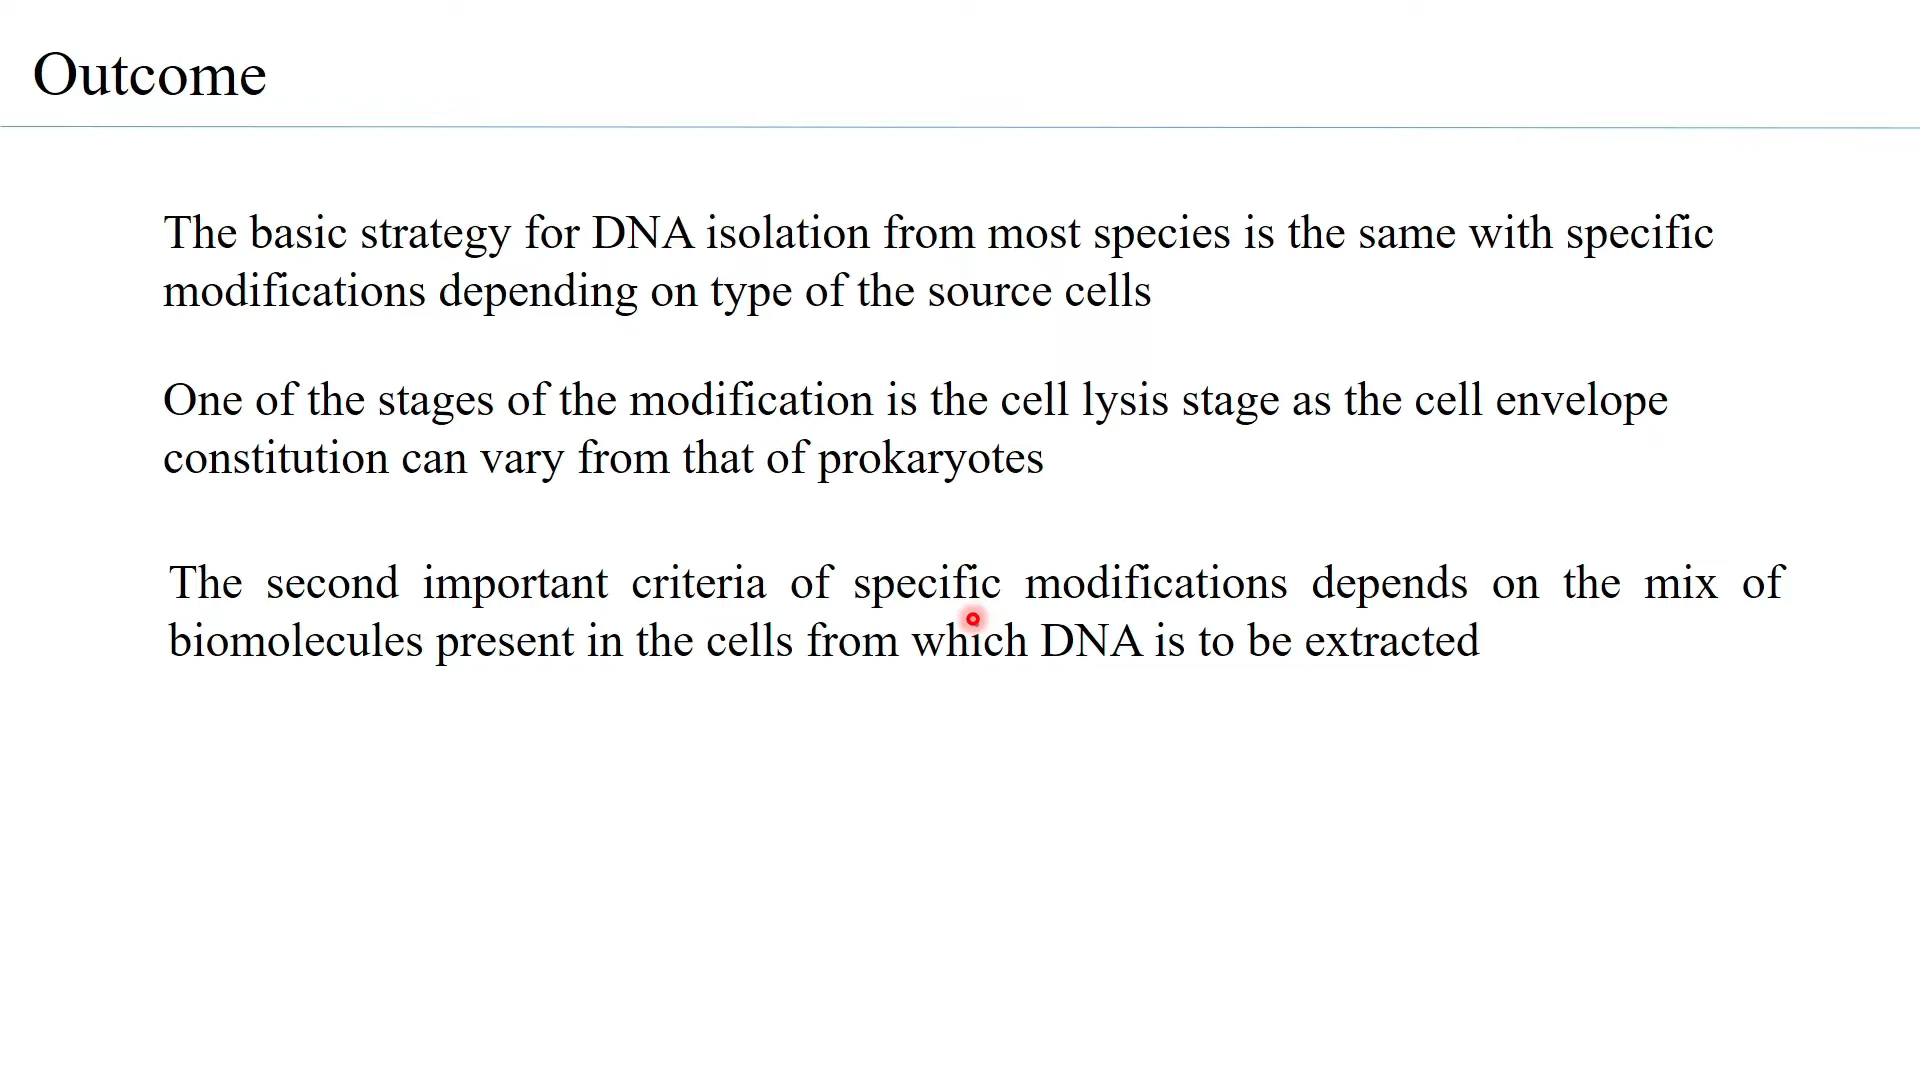 Outcome
The basic strategy for DNA isolation from most species is the same with specific
modifications depending on type of the source cells
One of the stages of the modification is the cell lysis stage as the cell envelope
constitution can vary from that of prokaryotes
The second important criteria of specific modifications depends on the mix of
biomolecules present in the cells from which DNA is to be extracted